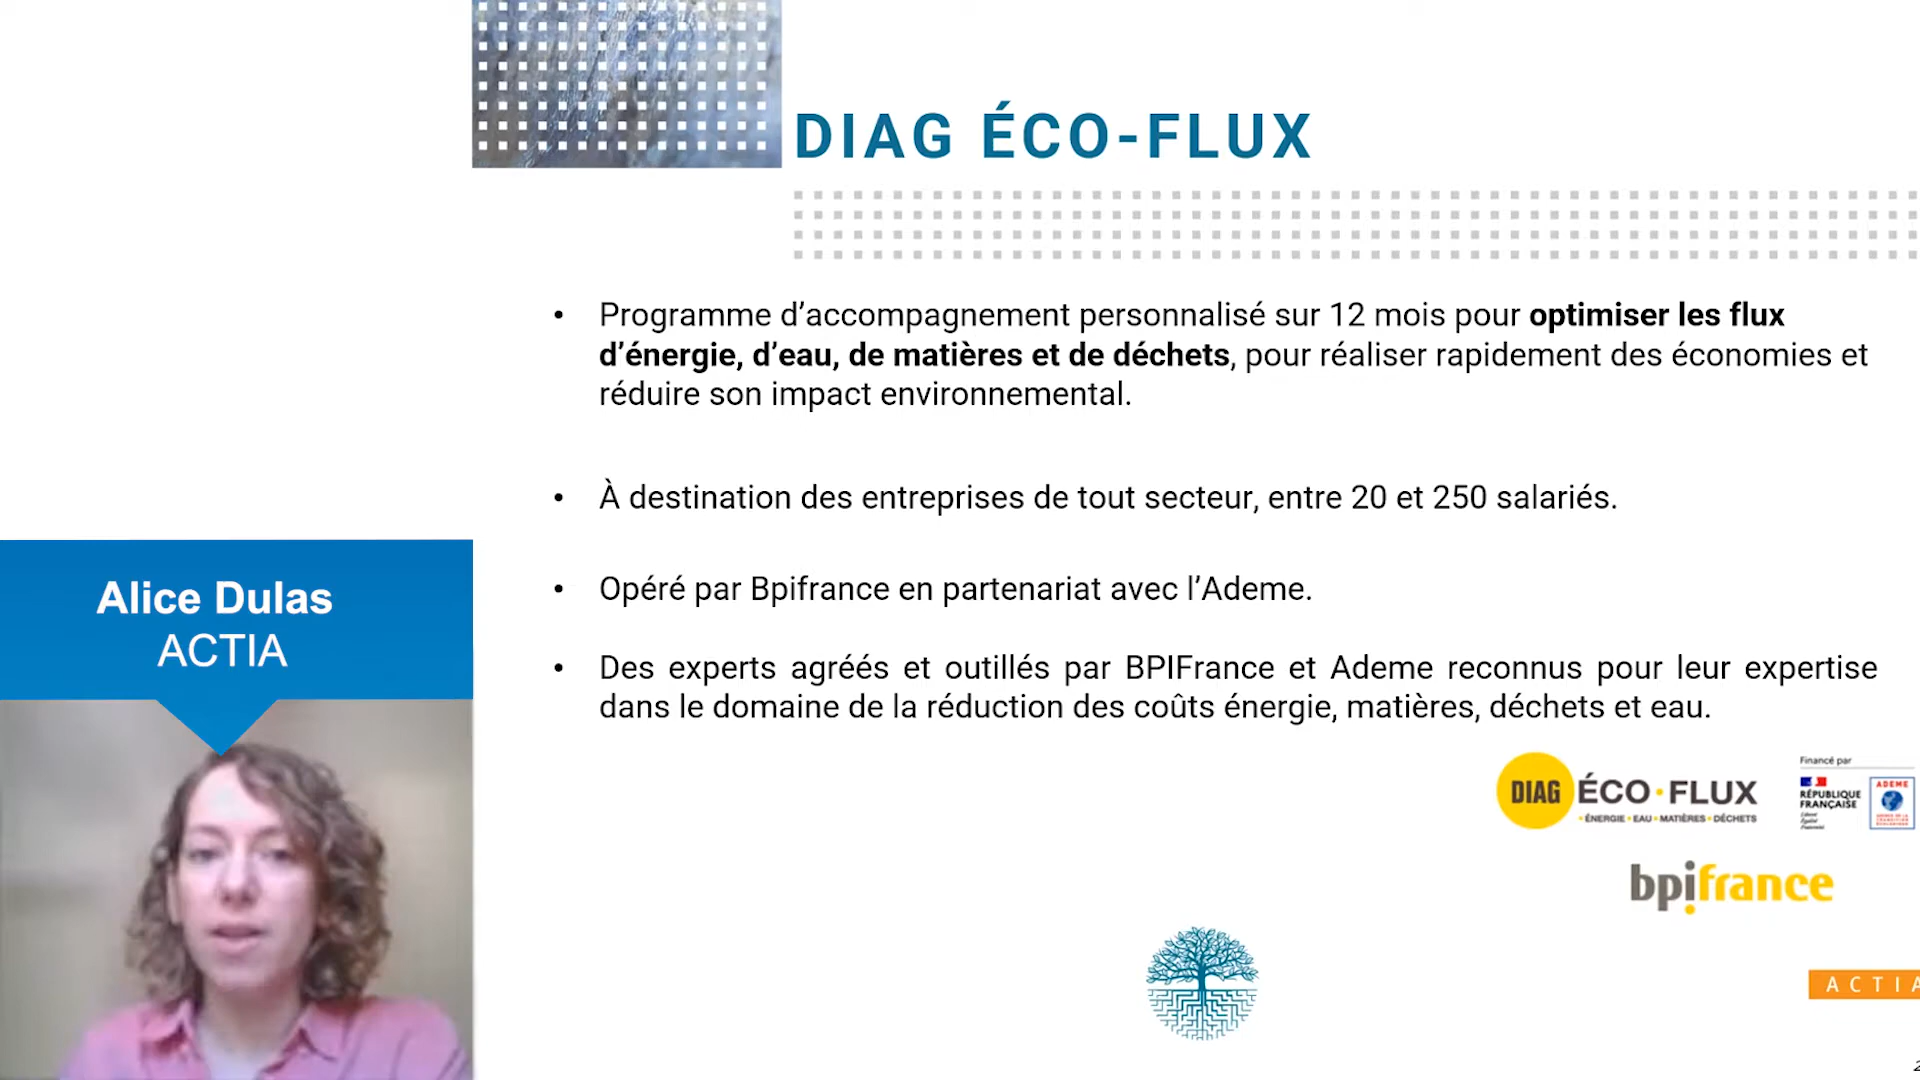 DIAG ÉCO-FLUX
• Programme d’accompagnement personnalisé sur 12 mois pour optimiser les flux
d’énergie, d’eau, de matières et de déchets, pour réaliser rapidement des économies et
réduire son impact environnemental.
• À destination des entreprises de tout secteur, entre 20 et 250 salariés.
• Opéré par Bpifrance en partenariat avec l’Ademe.
• Des experts agréés et outillés par BPIFrance et Ademe reconnus pour leur expertise
dans le domaine de la réduction des coûts énergie, matières, déchets et eau.
Alice Dulas
ACTIA
DIAG ÉCO·FLUX
• ÉNERGIE • EAU • MATIÈRES • DÉCHETS
Financé par
RÉPUBLIQUE
FRANÇAISE
Liberté
Égalité
Fraternité
ADEME
bpifrance
ACTIA